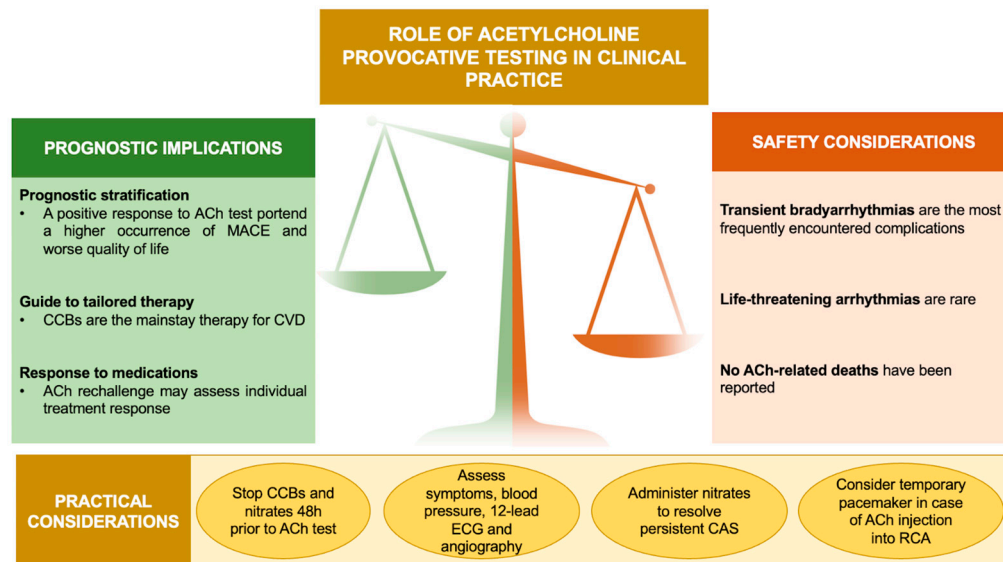 ROLE OF ACETYLCHOLINE
PROVOCATIVE TESTING IN CLINICAL
PRACTICE
PROGNOSTIC IMPLICATIONS
Prognostic stratification
• A positive response to ACh test portend
a higher occurrence of MACE and
worse quality of life
Guide to tailored therapy
• CCBs are the mainstay therapy for CVD
Response to medications
• ACh rechallenge may assess individual
treatment response
SAFETY CONSIDERATIONS
Transient bradyarrhythmias are the most
frequently encountered complications
Life-threatening arrhythmias are rare
No ACh-related deaths have been
reported
PRACTICAL
CONSIDERATIONS
Stop CCBs and
nitrates 48h
prior to ACh test
Assess
symptoms, blood
pressure, 12-lead
ECG and
angiography
Administer nitrates
to resolve
persistent CAS
Consider temporary
pacemaker in case
of ACh injection
into RCA